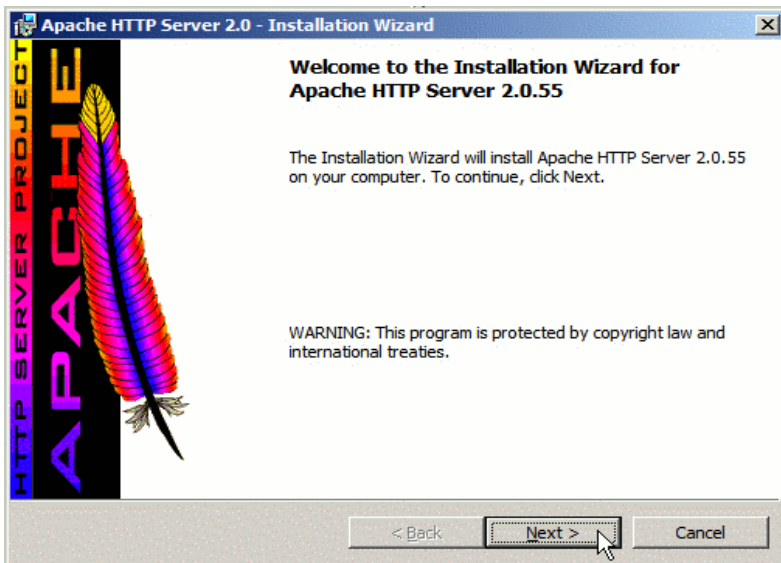 Apache HTTP Server 2.0 - Installation Wizard
HTTP SERVER PROJECT
APACHE
Welcome to the Installation Wizard for
Apache HTTP Server 2.0.55
The Installation Wizard will install Apache HTTP Server 2.0.55
on your computer. To continue, click Next.
WARNING: This program is protected by copyright law and
international treaties.
< Back
Next >
Cancel